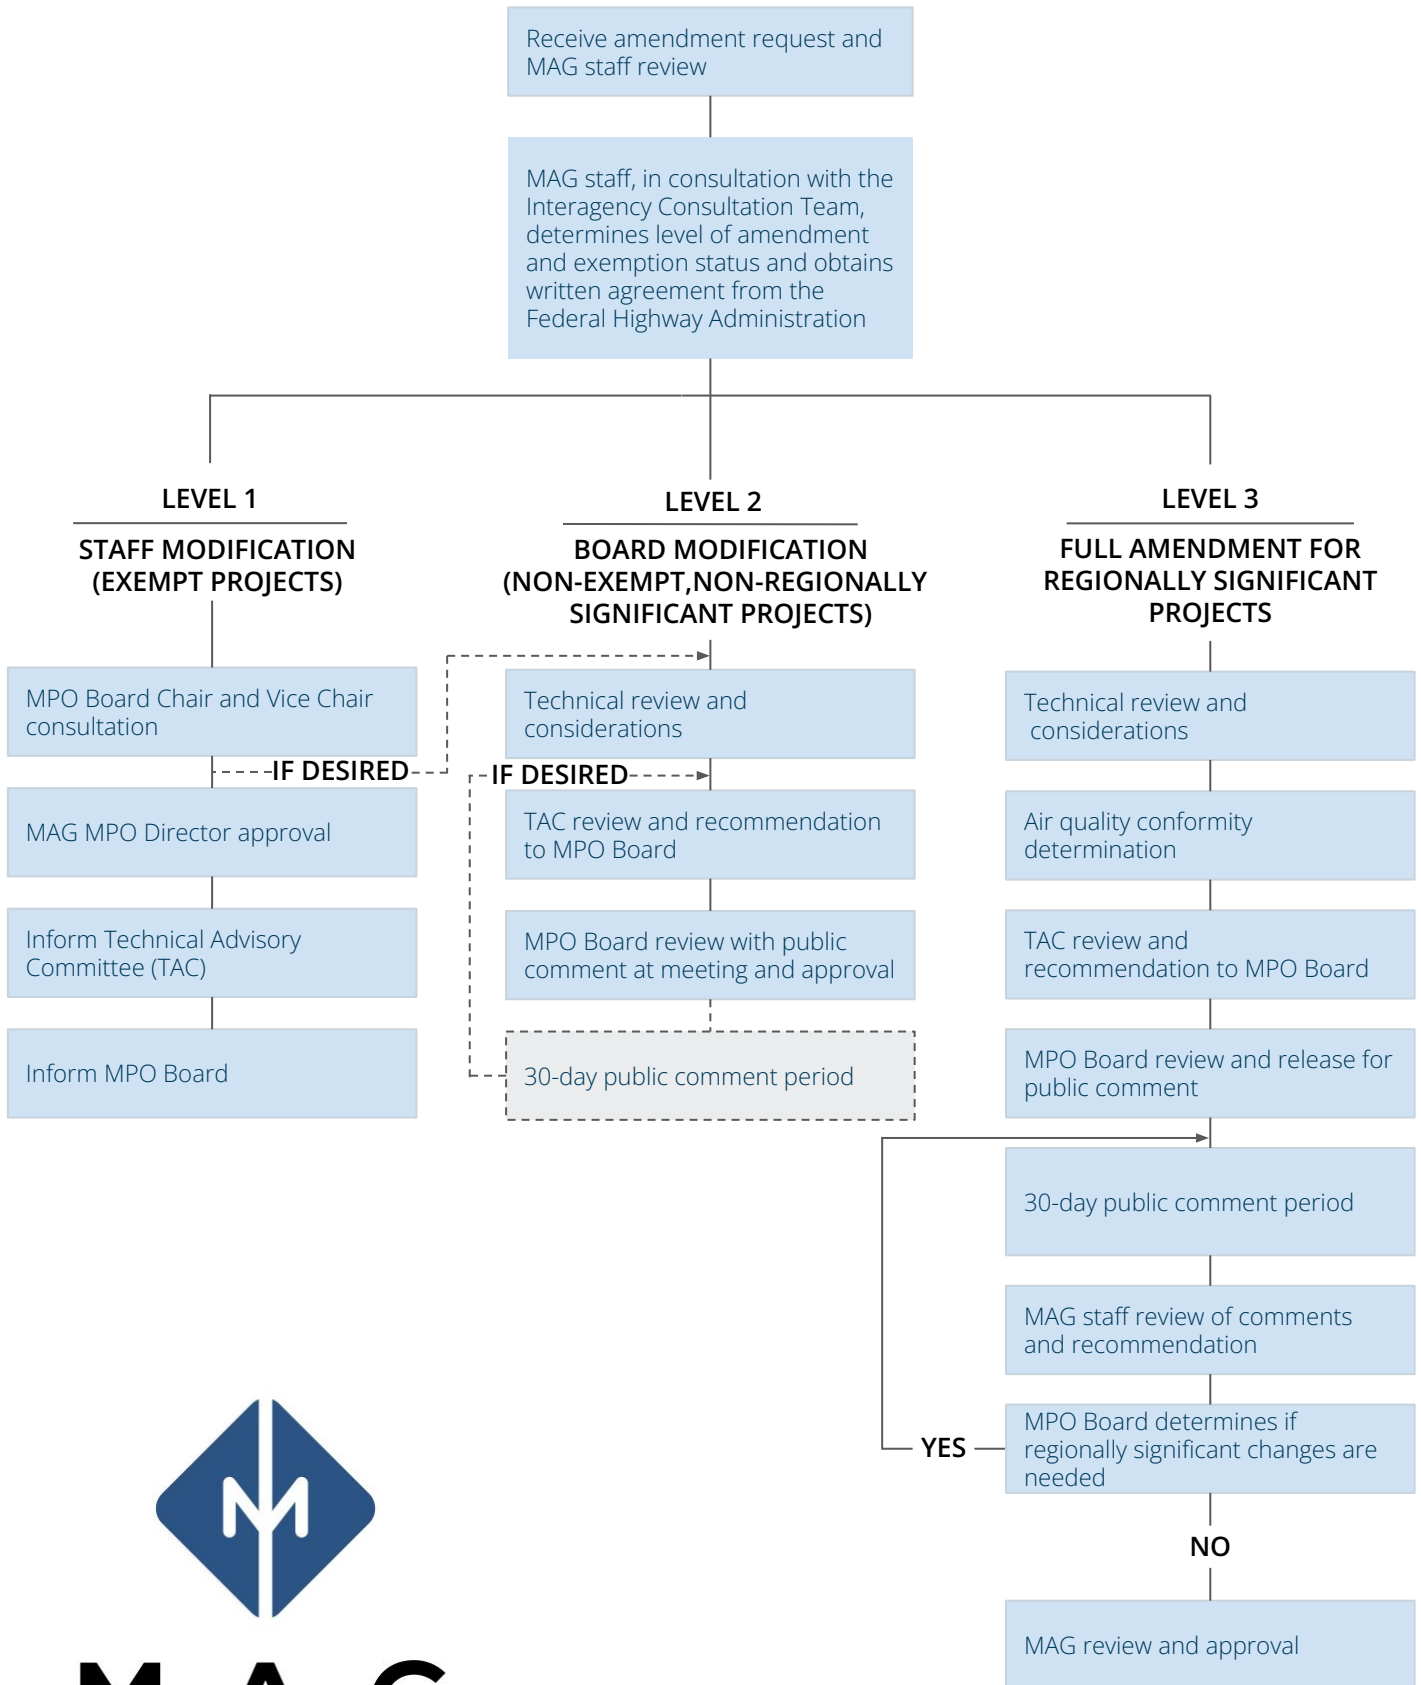 Receive amendment request and
MAG staff review
MAG staff, in consultation with the
Interagency Consultation Team,
determines level of amendment
and exemption status and obtains
written agreement from the
Federal Highway Administration
LEVEL 1
STAFF MODIFICATION
(EXEMPT PROJECTS)
MPO Board Chair and Vice Chair
consultation
IF DESIRED
MAG MPO Director approval
Inform Technical Advisory
Committee (TAC)
Inform MPO Board
LEVEL 2
BOARD MODIFICATION
(NON-EXEMPT,NON-REGIONALLY
SIGNIFICANT PROJECTS)
Technical review and
considerations
IF DESIRED
TAC review and recommendation
to MPO Board
MPO Board review with public
comment at meeting and approval
30-day public comment period
LEVEL 3
FULL AMENDMENT FOR
REGIONALLY SIGNIFICANT
PROJECTS
Technical review and
considerations
Air quality conformity
determination
TAC review and
recommendation to MPO Board
MPO Board review and release for
public comment
30-day public comment period
MAG staff review of comments
and recommendation
MPO Board determines if
regionally significant changes are
needed
YES
NO
MAG review and approval
M
MAG